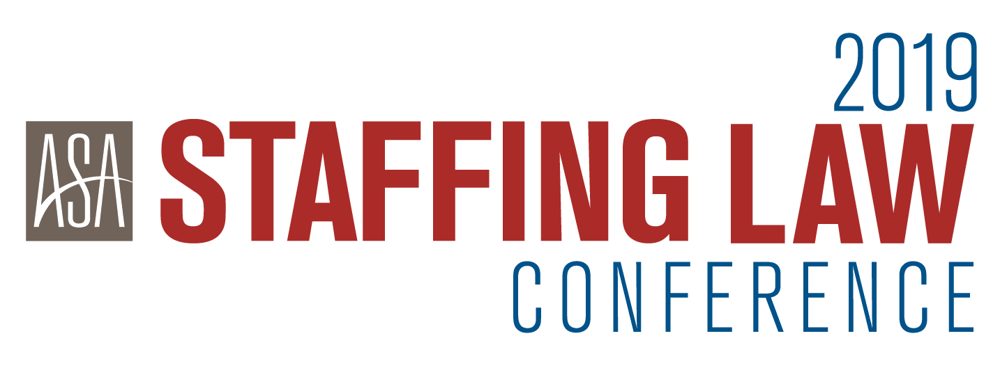 2019
ASA STAFFING LAW
CONFERENCE